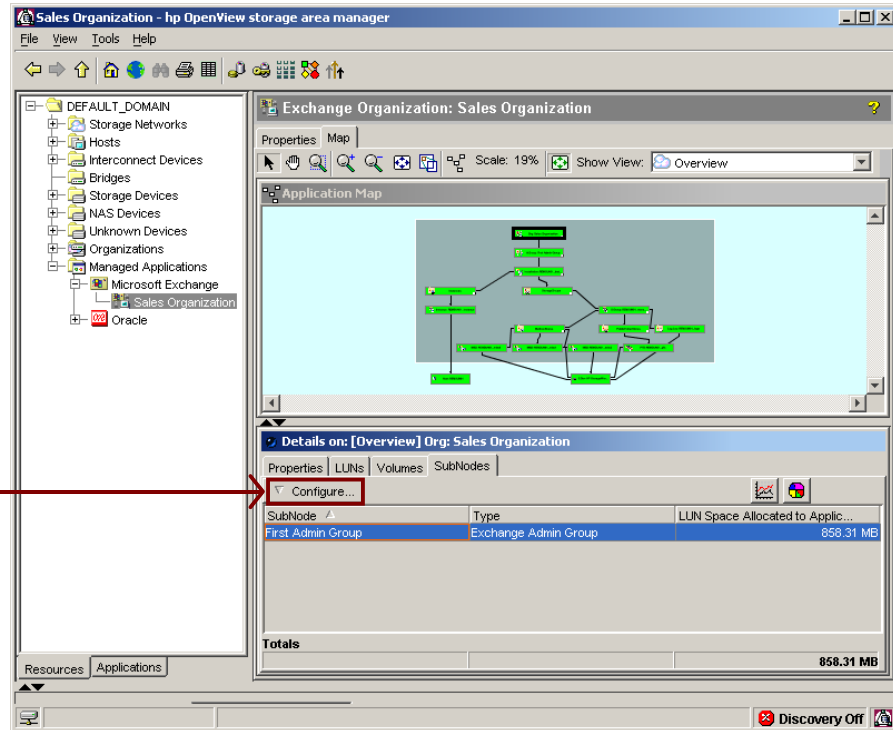 Sales Organization - hp OpenView storage area manager
File View Tools Help
DEFAULT_DOMAIN
Storage Networks
Hosts
Interconnect Devices
Bridges
Storage Devices
NAS Devices
Unknown Devices
Organizations
Managed Applications
Microsoft Exchange
Sales Organization
Oracle
Resources Applications
Exchange Organization: Sales Organization ?
Properties Map
Scale: 19% Show View: Overview
Application Map
Details on: [Overview] Org: Sales Organization
Properties LUNs Volumes SubNodes
Configure...
SubNode Type LUN Space Allocated to Applic...
First Admin Group Exchange Admin Group 858.31 MB
Totals
858.31 MB
Discovery Off